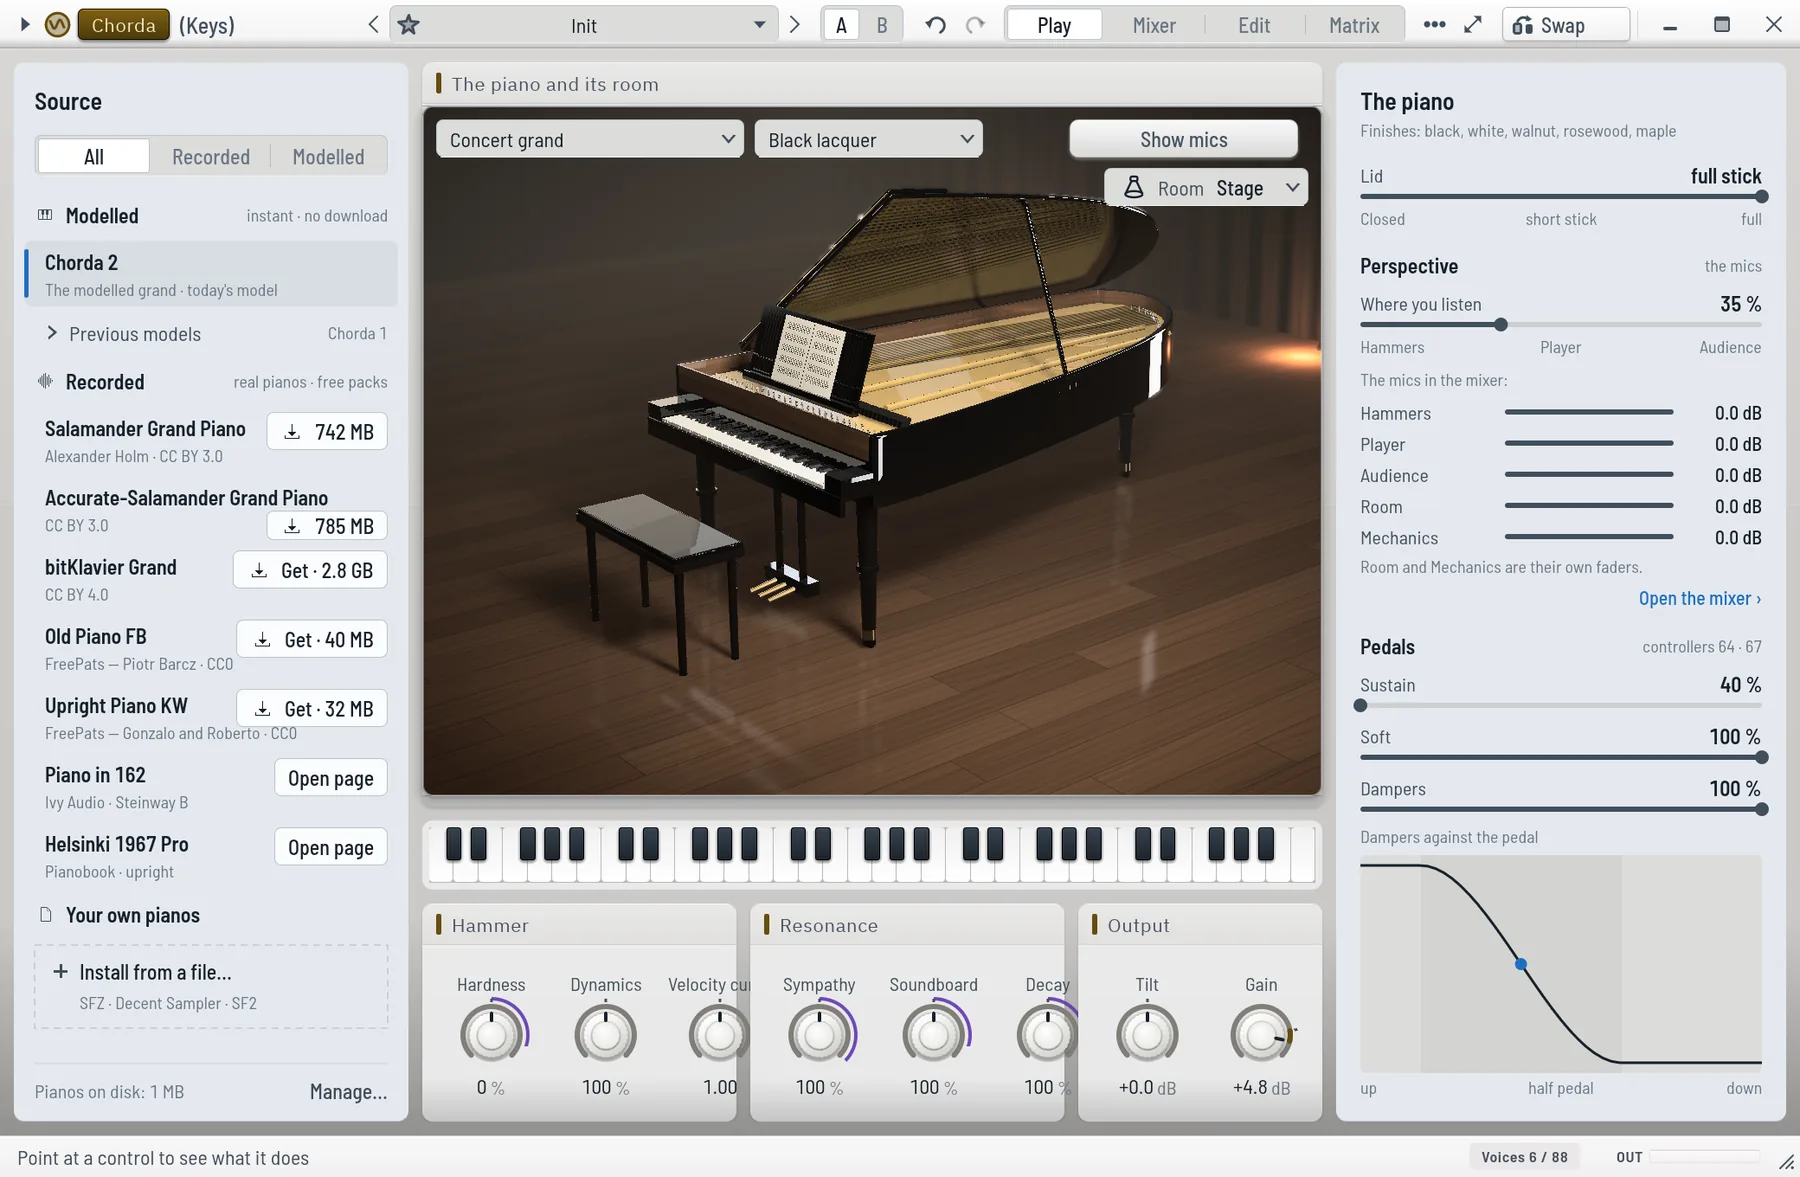 Chorda (Keys) Init A B Play Mixer Edit Matrix Swap
Source
All Recorded Modelled
Modelled instant · no download
Chorda 2
The modelled grand · today's model
Previous models Chorda 1
Recorded real pianos · free packs
Salamander Grand Piano 742 MB
Alexander Holm · CC BY 3.0
Accurate-Salamander Grand Piano
CC BY 3.0 785 MB
bitKlavier Grand Get · 2.8 GB
CC BY 4.0
Old Piano FB Get · 40 MB
FreePats — Piotr Barcz · CC0
Upright Piano KW Get · 32 MB
FreePats — Gonzalo and Roberto · CC0
Piano in 162 Open page
Ivy Audio · Steinway B
Helsinki 1967 Pro Open page
Pianobook · upright
Your own pianos
Install from a file...
SFZ · Decent Sampler · SF2
Pianos on disk: 1 MB Manage...
The piano and its room
Concert grand Black lacquer Show mics
Room Stage
Hammer
Hardness Dynamics Velocity cur
0 % 100 % 1.00
Resonance
Sympathy Soundboard Decay
100 % 100 % 100 %
Output
Tilt Gain
+0.0 dB +4.8 dB
The piano
Finishes: black, white, walnut, rosewood, maple
Lid full stick
Closed short stick full
Perspective the mics
Where you listen 35 %
Hammers Player Audience
The mics in the mixer:
Hammers 0.0 dB
Player 0.0 dB
Audience 0.0 dB
Room 0.0 dB
Mechanics 0.0 dB
Room and Mechanics are their own faders.
Open the mixer ›
Pedals controllers 64 · 67
Sustain 40 %
Soft 100 %
Dampers 100 %
Dampers against the pedal
up half pedal down
Point at a control to see what it does Voices 6 / 88 OUT